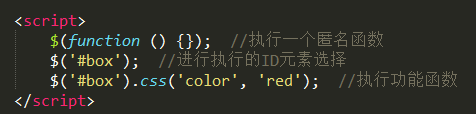 <script>
$(function () {});  //执行一个匿名函数
$('#box');  //进行执行的ID元素选择
$('#box').css('color', 'red');  //执行功能函数
</script>